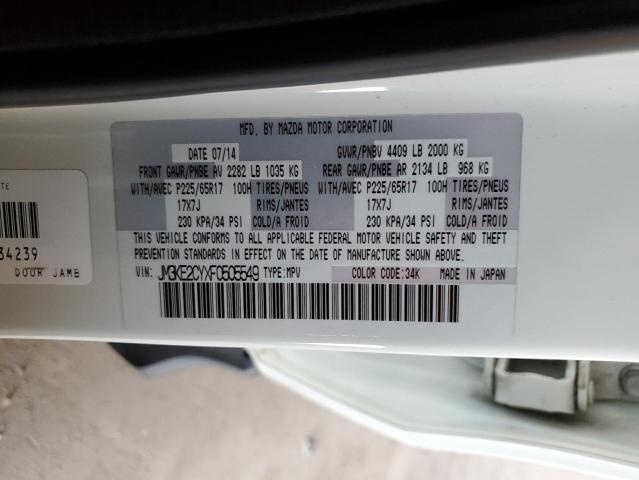 MFD. BY MAZDA MOTOR CORPORATION
DATE 07/14 GVWR/PNBV 4409 LB 2000 KG
FRONT GAWR/PNBE AV 2282 LB 1035 KG REAR GAWR/PNBE AR 2134 LB 968 KG
WITH/AVEC P225/65R17 100H TIRES/PNEUS WITH/AVEC P225/65R17 100H TIRES/PNEUS
17X7J RIMS/JANTES 17X7J RIMS/JANTES
230 KPA/34 PSI COLD/A FROID 230 KPA/34 PSI COLD/A FROID
THIS VEHICLE CONFORMS TO ALL APPLICABLE FEDERAL MOTOR VEHICLE SAFETY AND THEFT
PREVENTION STANDARDS IN EFFECT ON THE DATE OF MANUFACTURE SHOWN ABOVE.
JM3KE2CYXF0505549 TYPE:MPV COLOR CODE:34K MADE IN JAPAN
34239
DOOR JAMB